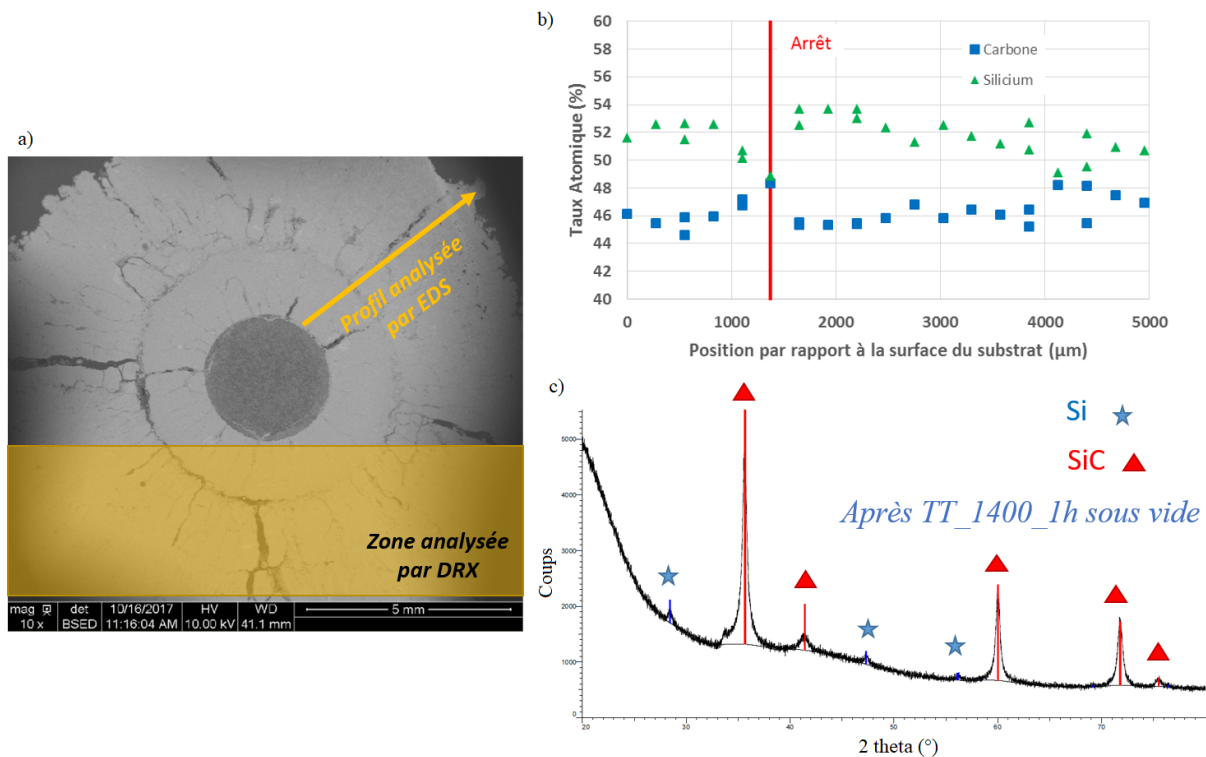 a)
Profil analysée
par EDS
Zone analysée
par DRX
mag det 10/16/2017 HV WD 5 mm
10 x BSED 11:16:04 AM 10.00 kV 41.1 mm
b)
Taux Atomique (%)
60
58
56
54
52
50
48
46
44
42
40
Arrêt
Carbone
Silicium
0 1000 2000 3000 4000 5000
Position par rapport à la surface du substrat (µm)
c)
Si
SiC
Après TT_1400_1h sous vide
Coups
5000
4000
3000
2000
1000
0
20 30 40 50 60 70
2 theta (°)